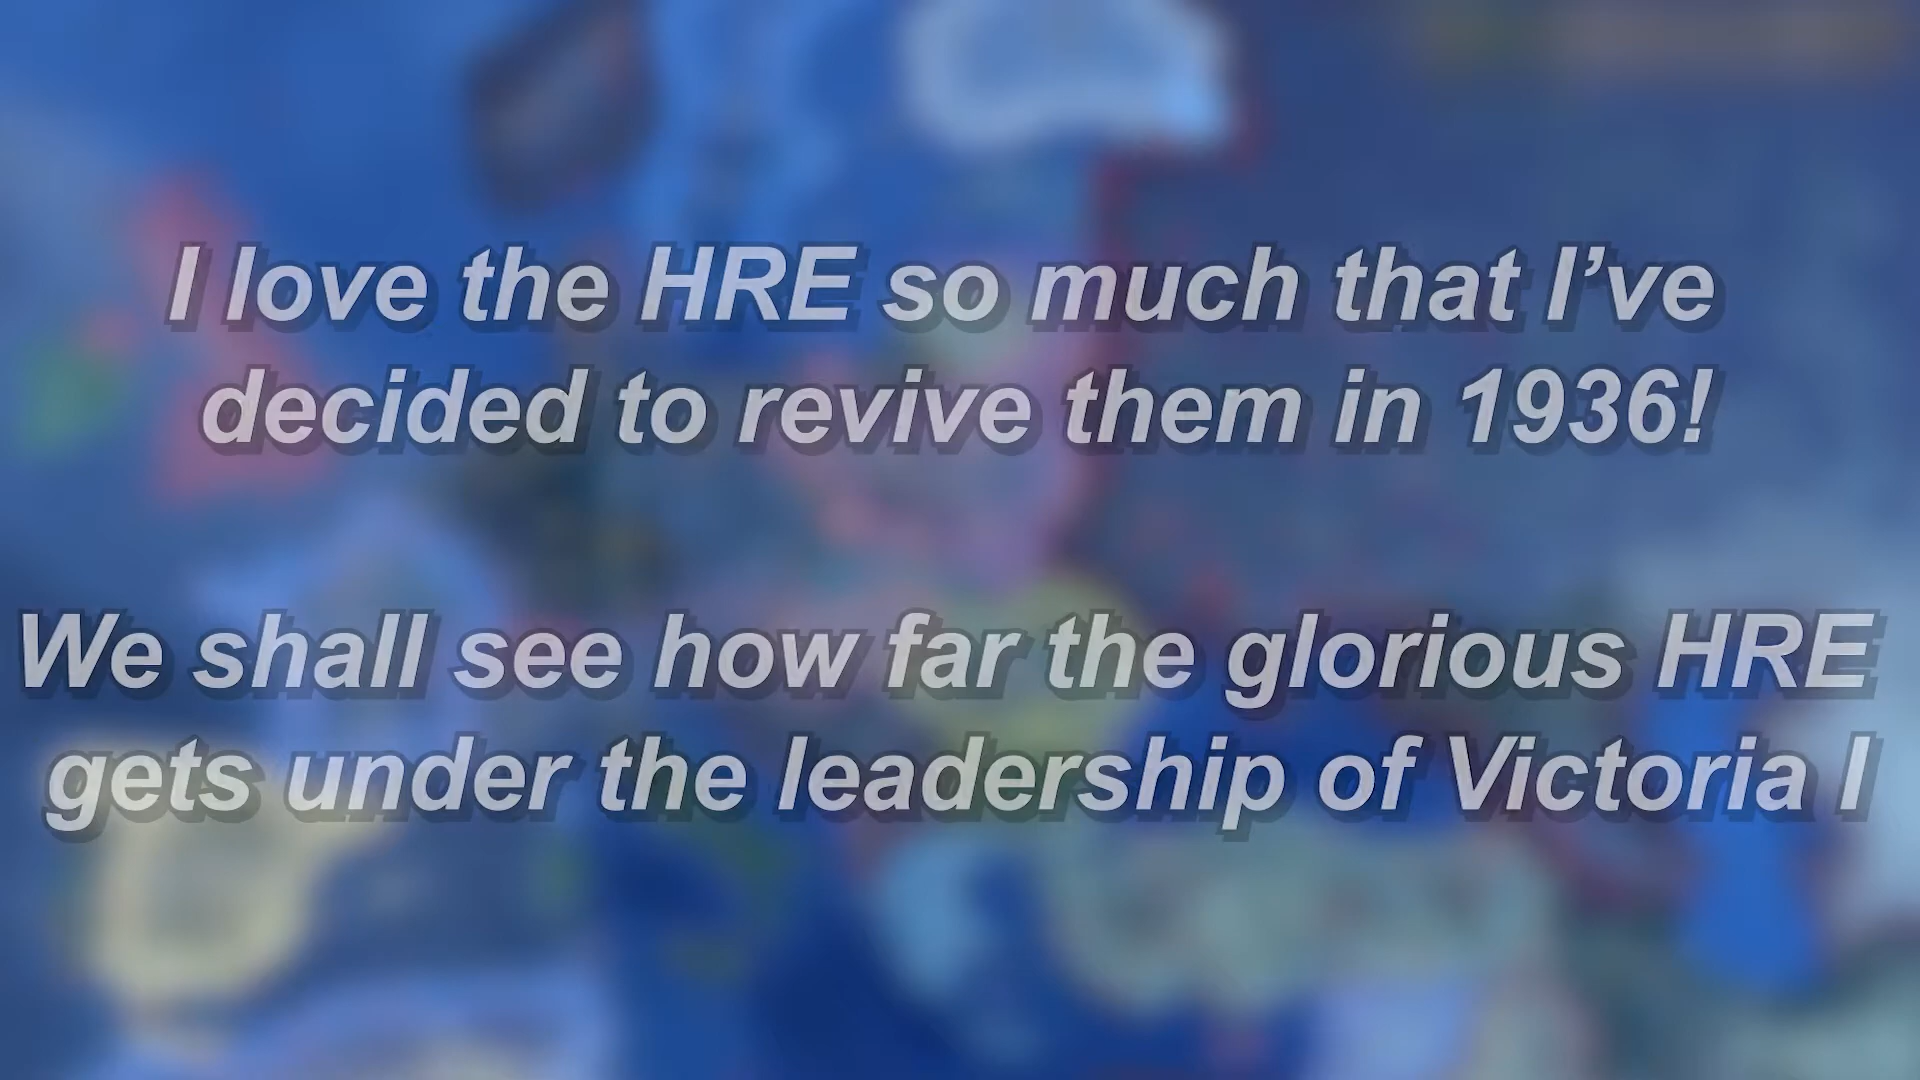 I love the HRE so much that I’ve
decided to revive them in 1936!
We shall see how far the glorious HRE
gets under the leadership of Victoria I